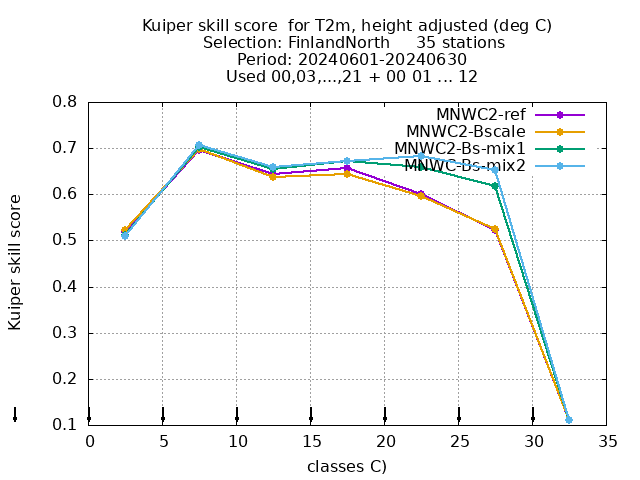 Kuiper skill score  for T2m, height adjusted (deg C)
Selection: FinlandNorth     35 stations
Period: 20240601-20240630
Used 00,03,...,21 + 00 01 ... 12
MNWC2-ref
MNWC2-Bscale
MNWC2-Bs-mix1
MNWC-Bs-mix2
Kuiper skill score
0.8
0.7
0.6
0.5
0.4
0.3
0.2
0.1
0 5 10 15 20 25 30 35
classes C)